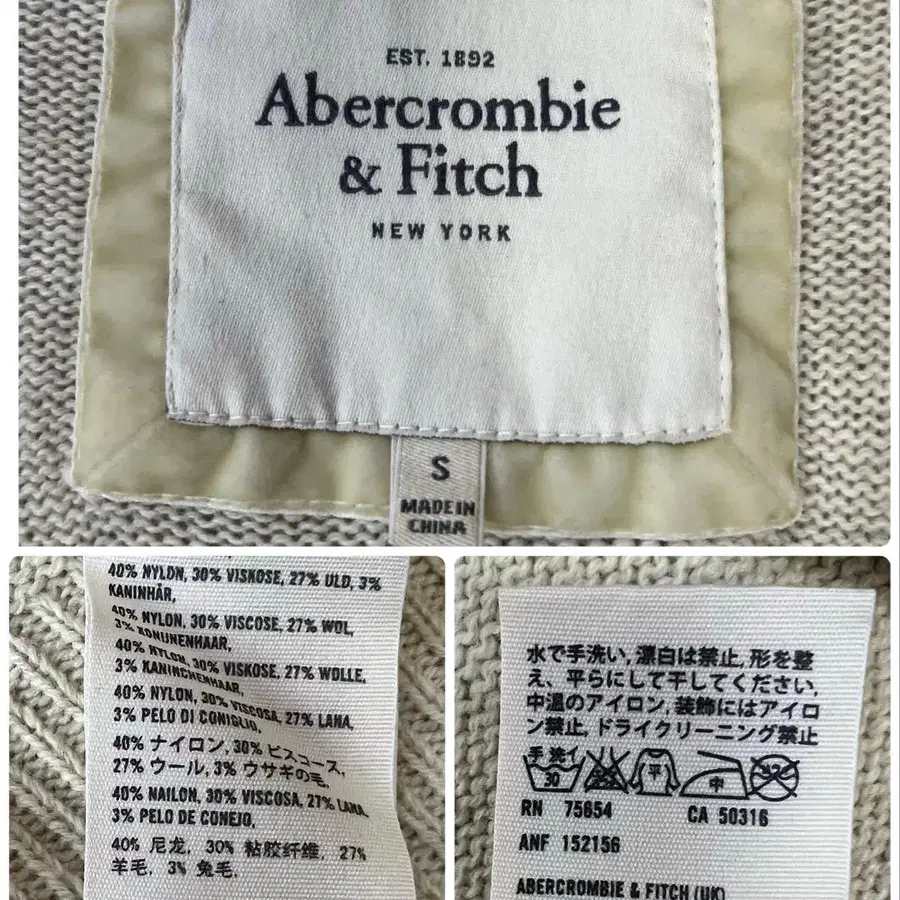 EST. 1892
Abercrombie
& Fitch
NEW YORK
S
MADE IN
CHINA
40% NYLON, 30% VISKOSE, 27% ULD, 3%
KANINHÅR,
40% NYLON, 30% VISCOSE, 27% WOL,
3% KONIJNENHAAR,
40% NYLON, 30% VISKOSE, 27% WOLLE,
3% KANINCHENHAAR,
40% NYLON, 30% VISCOSA, 27% LANA,
3% PELO DI CONIGLIO,
40% ナイロン, 30% ビスコース,
27% ウール, 3% ウサギの毛,
40% NAILON, 30% VISCOSA, 27% LANA,
3% PELO DE CONEJO,
40% 尼龙, 30% 粘胶纤维, 27%
羊毛, 3% 兔毛,
水で手洗い, 漂白は禁止, 形を整
え, 平らにして干してください,
中温のアイロン, 装飾にはアイロ
ン禁止, ドライクリーニング禁止
手洗イ
30
平
中
RN 75654 CA 50316
ANF 152156
ABERCROMBIE & FITCH (UK)